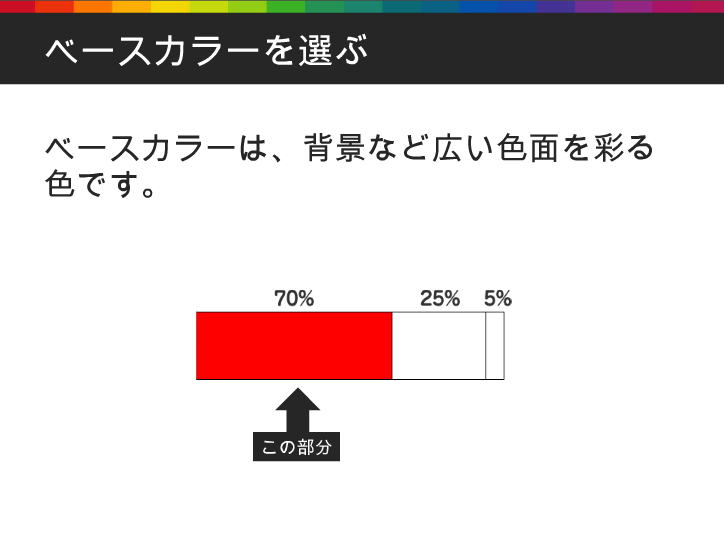 ベースカラーを選ぶ
ベースカラーは、背景など広い色面を彩る
色です。
70% 25% 5%
この部分